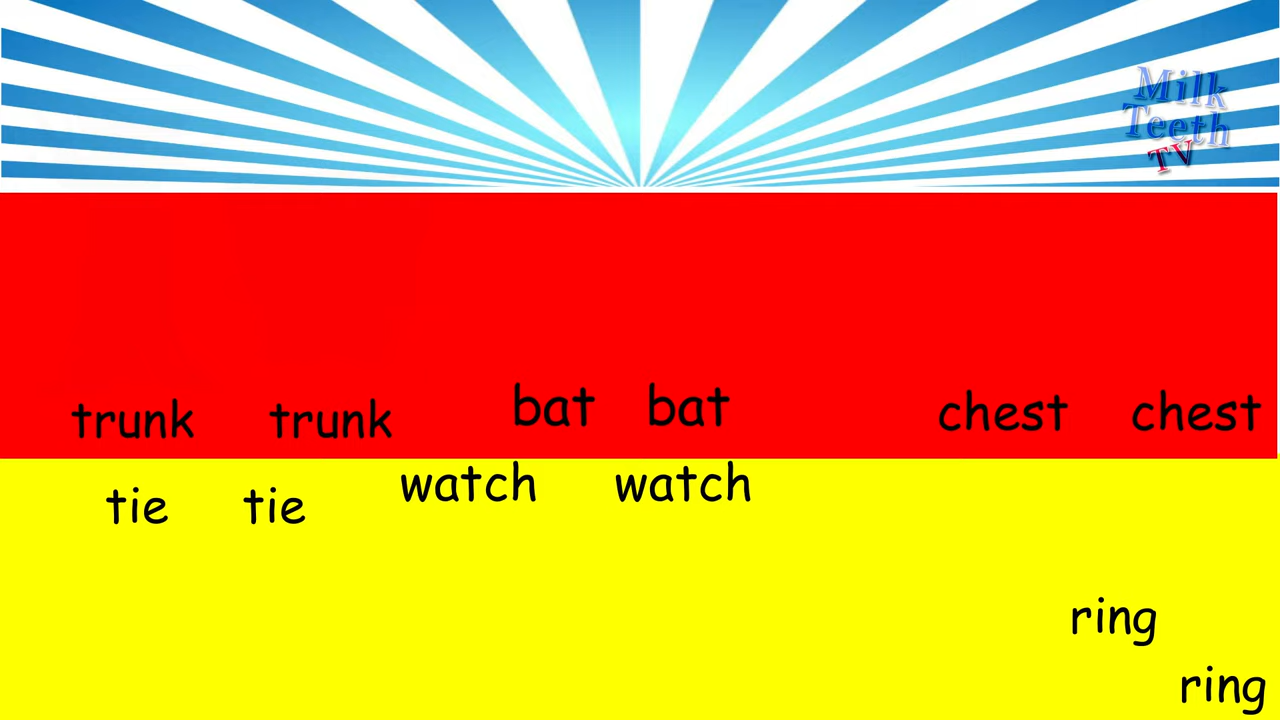 Milk
Teeth
TV
trunk trunk bat bat chest chest
tie tie watch watch
ring
ring